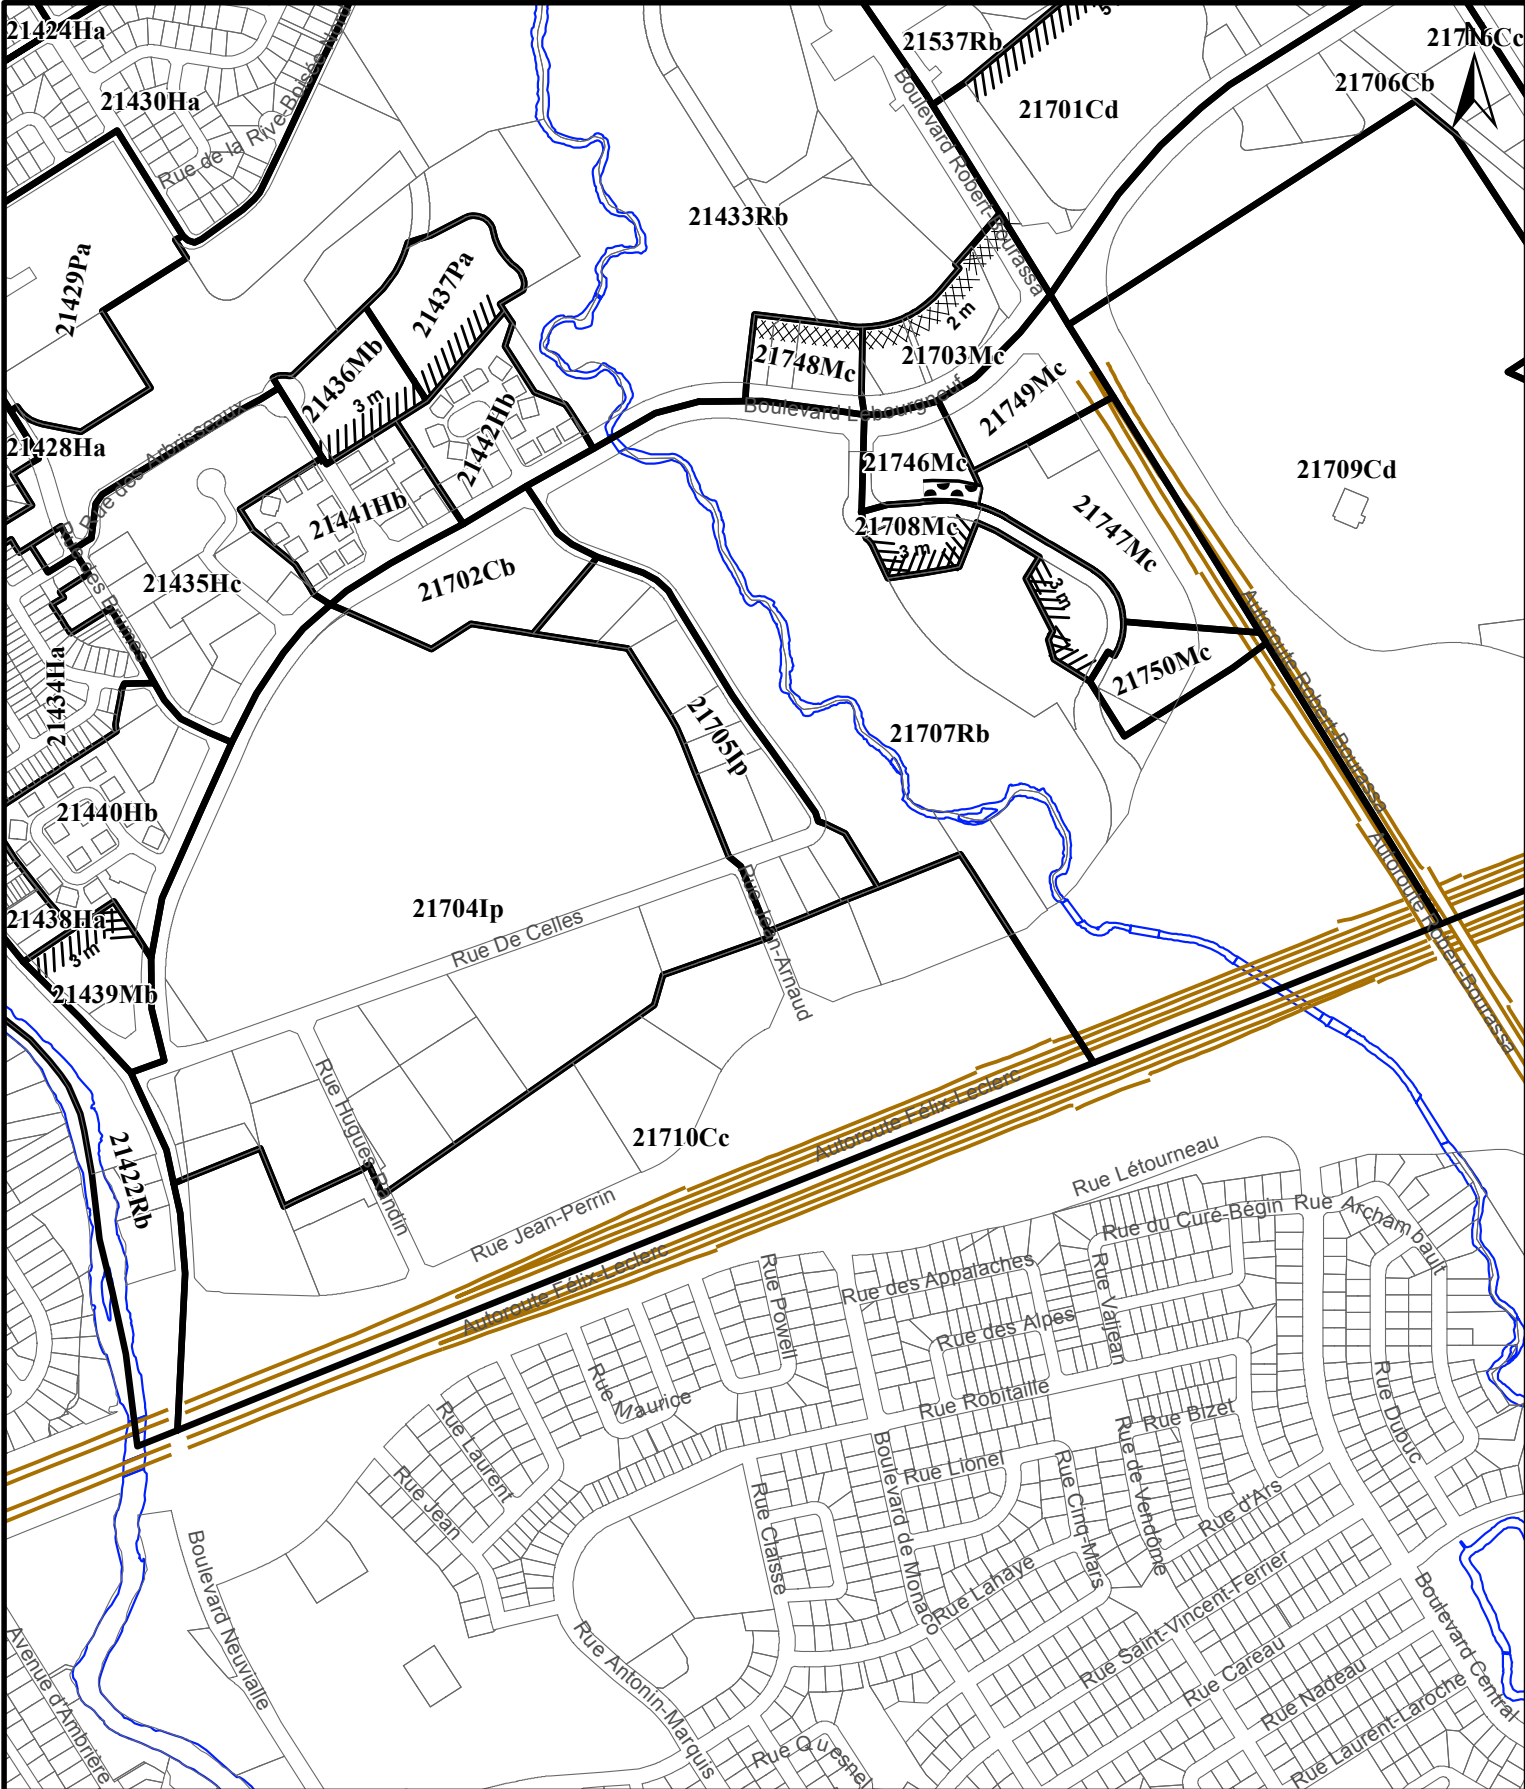 21424Ha
21537Rb
21716Cc
21706Cb
21430Ha
21701Cd
Rue de la Rive-Boisée Nord
Boulevard Robert-Bourassa
21433Rb
21429Pa
21437Pa
2 m
21436Mb
3 m
21748Mc
21703Mc
21749Mc
Boulevard Lebourgneuf
21442Hb
21428Ha
Rue des Arbrisseaux
21746Mc
21709Cd
21441Hb
21708Mc
3 m
21747Mc
Rue des Brumes
21435Hc
21702Cb
3 m
Autoroute Robert-Bourassa
21434Ha
21750Mc
21705Ip
21707Rb
21440Hb
Autoroute Robert-Bourassa
21438Ha
3 m
21704Ip
Rue De Celles
Rue Jean-Arnaud
21439Mb
Rue Hugues-Randin
Autoroute Félix-Leclerc
21710Cc
21422Rb
Rue Létourneau
Rue Jean-Perrin
Rue du Curé-Bégin
Rue Archambault
Autoroute Félix-Leclerc
Rue Powell
Rue des Appalaches
Rue Valjean
Rue des Alpes
Rue Maurice
Rue Robitaille
Rue Dubuc
Rue Laurent
Rue Bizet
Rue Jean
Boulevard de Monaco
Rue Lionel
Rue Cinq-Mars
Rue de Vendôme
Rue d'Ars
Rue Claisse
Boulevard Neuvialle
Rue Lahaye
Rue Saint-Vincent-Ferrier
Boulevard Central
Avenue d'Ambrière
Rue Antonin-Marquis
Rue Careau
Rue Nadeau
Rue Laurent-Laroche
Rue Quesnel